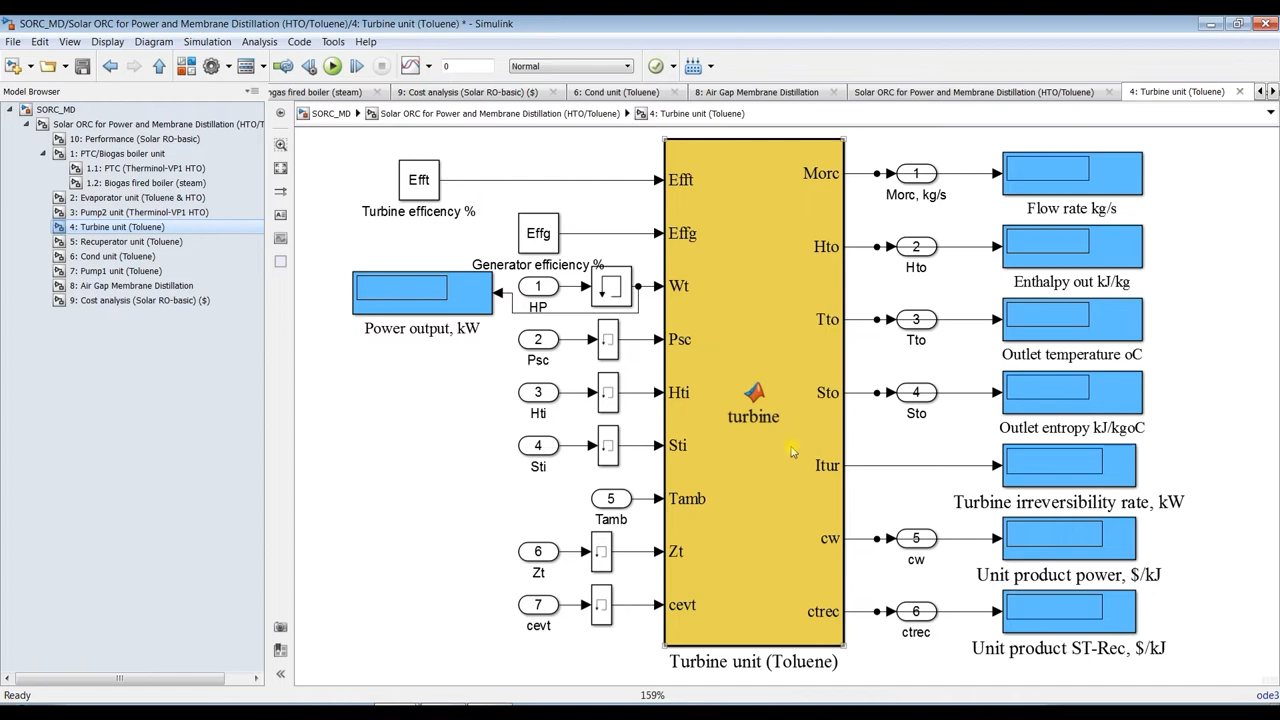 SORC_MD/Solar ORC for Power and Membrane Distillation (HTO/Toluene)/4: Turbine unit (Toluene) * - Simulink
File Edit View Display Diagram Simulation Analysis Code Tools Help
0
Normal
Model Browser
ogas fired boiler (steam)
9: Cost analysis (Solar RO-basic) ($)
6: Cond unit (Toluene)
8: Air Gap Membrane Distillation
Solar ORC for Power and Membrane Distillation (HTO/Toluene)
4: Turbine unit (Toluene)
SORC_MD
Solar ORC for Power and Membrane Distillation (HTO/T
10: Performance (Solar RO-basic)
1: PTC/Biogas boiler unit
1.1: PTC (Therminol-VP1 HTO)
1.2: Biogas fired boiler (steam)
2: Evaporator unit (Toluene & HTO)
3: Pump2 unit (Therminol-VP1 HTO)
4: Turbine unit (Toluene)
5: Recuperator unit (Toluene)
6: Cond unit (Toluene)
7: Pump1 unit (Toluene)
8: Air Gap Membrane Distillation
9: Cost analysis (Solar RO-basic) ($)
SORC_MD
Solar ORC for Power and Membrane Distillation (HTO/Toluene)
4: Turbine unit (Toluene)
Efft
Turbine efficency %
Effg
Generator efficiency %
1
HP
Power output, kW
2
Psc
3
Hti
4
Sti
5
Tamb
6
Zt
7
cevt
Efft
Effg
Wt
Psc
Hti
Sti
Tamb
Zt
cevt
turbine
Morc
Hto
Tto
Sto
Itur
cw
ctrec
Turbine unit (Toluene)
1
Morc, kg/s
2
Hto
3
Tto
4
Sto
5
cw
6
ctrec
Flow rate kg/s
Enthalpy out kJ/kg
Outlet temperature oC
Outlet entropy kJ/kgoC
Turbine irreversibility rate, kW
Unit product power, $/kJ
Unit product ST-Rec, $/kJ
Ready
159%
ode3